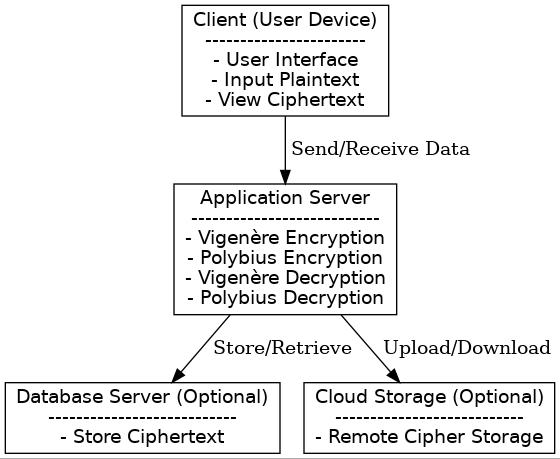 Client (User Device)
-----------------------
- User Interface
- Input Plaintext
- View Ciphertext
Send/Receive Data
Application Server
---------------------------
- Vigenère Encryption
- Polybius Encryption
- Vigenère Decryption
- Polybius Decryption
Store/Retrieve
Upload/Download
Database Server (Optional)
---------------------------
- Store Ciphertext
Cloud Storage (Optional)
---------------------------
- Remote Cipher Storage